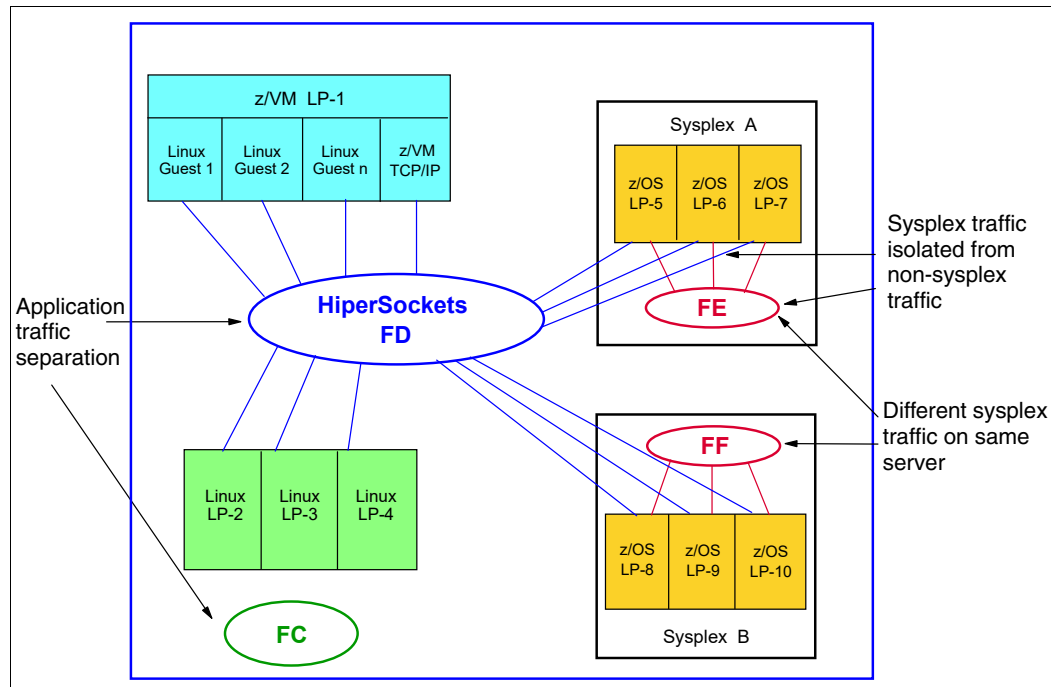 z/VM LP-1
Linux
Guest 1
Linux
Guest 2
Linux
Guest n
z/VM
TCP/IP
Sysplex A
z/OS
LP-5
z/OS
LP-6
z/OS
LP-7
FE
Sysplex traffic
isolated from
non-sysplex
traffic
Application
traffic
separation
HiperSockets
FD
Different sysplex
traffic on same
server
FF
Linux
LP-2
Linux
LP-3
Linux
LP-4
z/OS
LP-8
z/OS
LP-9
z/OS
LP-10
Sysplex B
FC